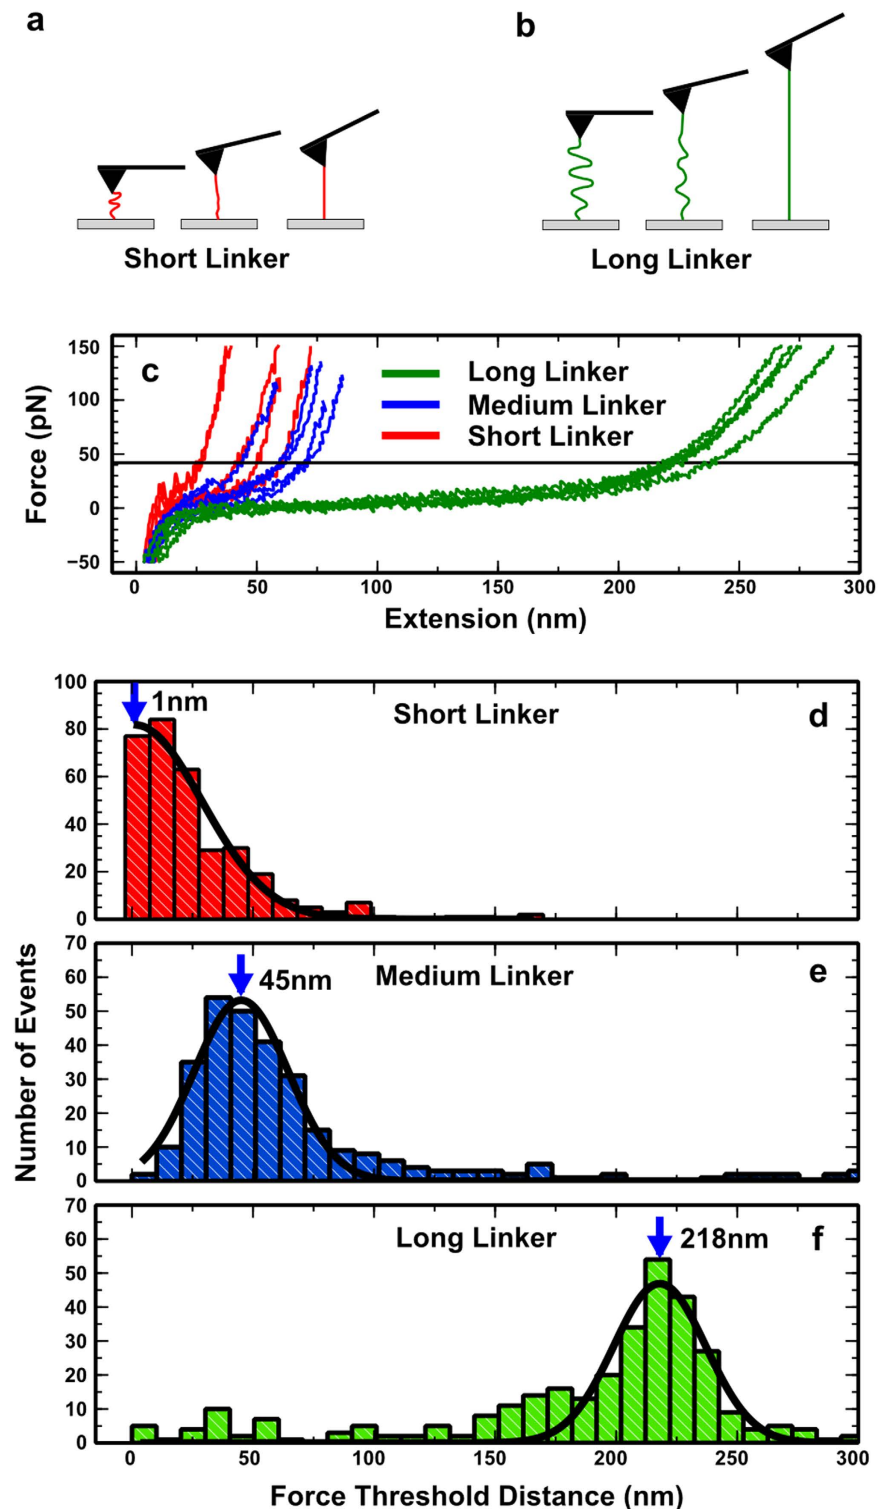 a
b
Short Linker
Long Linker
c
Long Linker
Medium Linker
Short Linker
150
100
50
0
−50
Force (pN)
0
50
100
150
200
250
300
Extension (nm)
100
80
60
40
20
0
1nm
Short Linker
d
70
60
50
40
30
20
10
0
45nm
Medium Linker
e
Number of Events
70
60
50
40
30
20
10
0
Long Linker
218nm
f
0
50
100
150
200
250
300
Force Threshold Distance (nm)